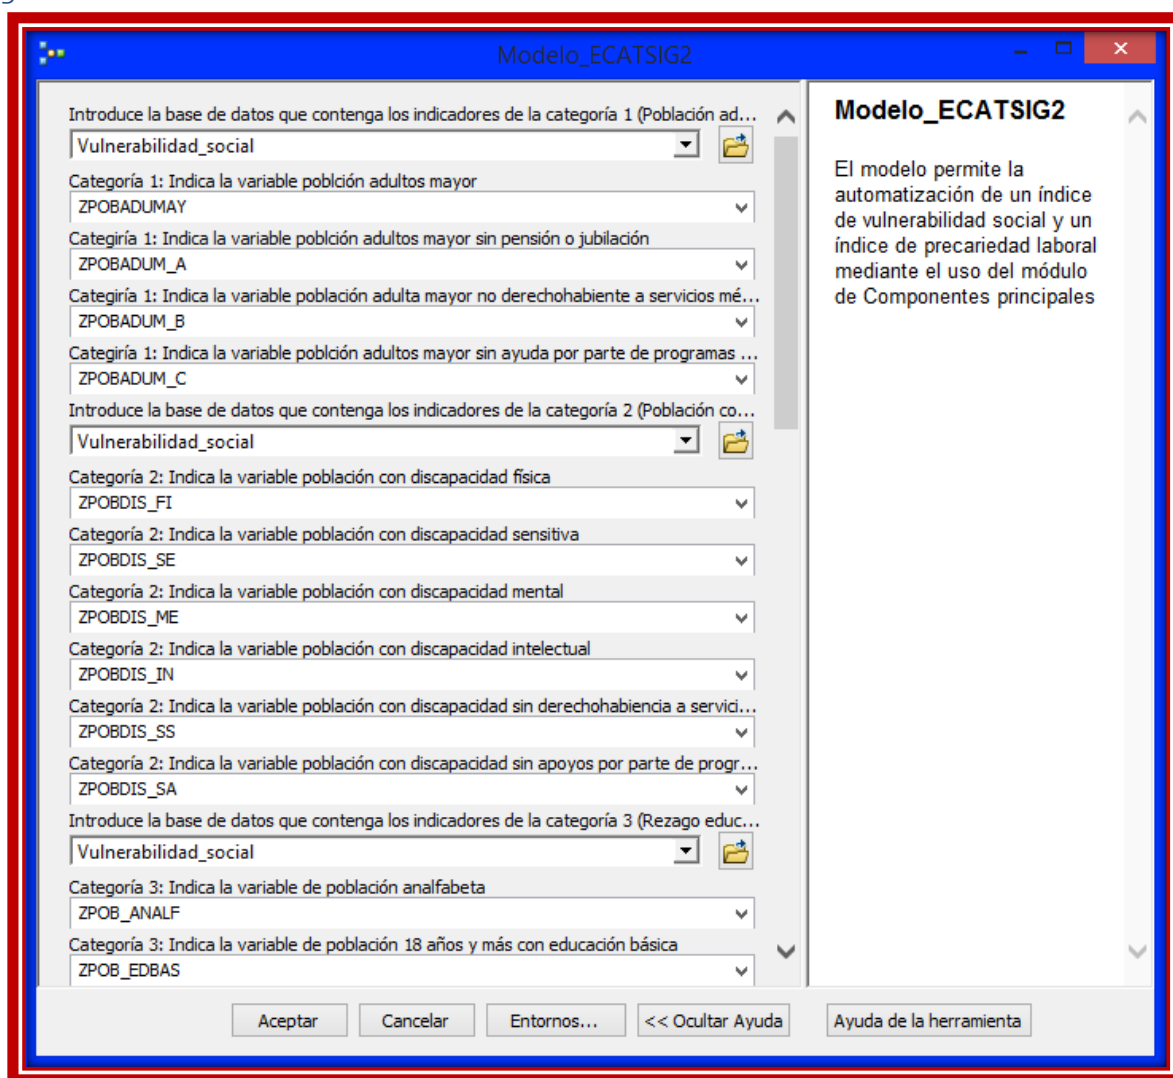 Modelo_ECATSIG2
Introduce la base de datos que contenga los indicadores de la categoría 1 (Población ad...
Vulnerabilidad_social
Categoría 1: Indica la variable poblción adultos mayor
ZPOBADUMAY
Categiría 1: Indica la variable poblción adultos mayor sin pensión o jubilación
ZPOBADUM_A
Categiría 1: Indica la variable población adulta mayor no derechohabiente a servicios mé...
ZPOBADUM_B
Categiría 1: Indica la variable poblción adultos mayor sin ayuda por parte de programas ...
ZPOBADUM_C
Introduce la base de datos que contenga los indicadores de la categoría 2 (Población co...
Vulnerabilidad_social
Categoría 2: Indica la variable población con discapacidad física
ZPOBDIS_FI
Categoría 2: Indica la variable población con discapacidad sensitiva
ZPOBDIS_SE
Categoría 2: Indica la variable población con discapacidad mental
ZPOBDIS_ME
Categoría 2: Indica la variable población con discapacidad intelectual
ZPOBDIS_IN
Categoría 2: Indica la variable población con discapacidad sin derechohabiencia a servici...
ZPOBDIS_SS
Categoría 2: Indica la variable población con discapacidad sin apoyos por parte de progr...
ZPOBDIS_SA
Introduce la base de datos que contenga los indicadores de la categoría 3 (Rezago educ...
Vulnerabilidad_social
Categoría 3: Indica la variable de población analfabeta
ZPOB_ANALF
Categoría 3: Indica la variable de población 18 años y más con educación básica
ZPOB_EDBAS
Modelo_ECATSIG2
El modelo permite la
automatización de un índice
de vulnerabilidad social y un
índice de precariedad laboral
mediante el uso del módulo
de Componentes principales
Aceptar
Cancelar
Entornos...
<< Ocultar Ayuda
Ayuda de la herramienta